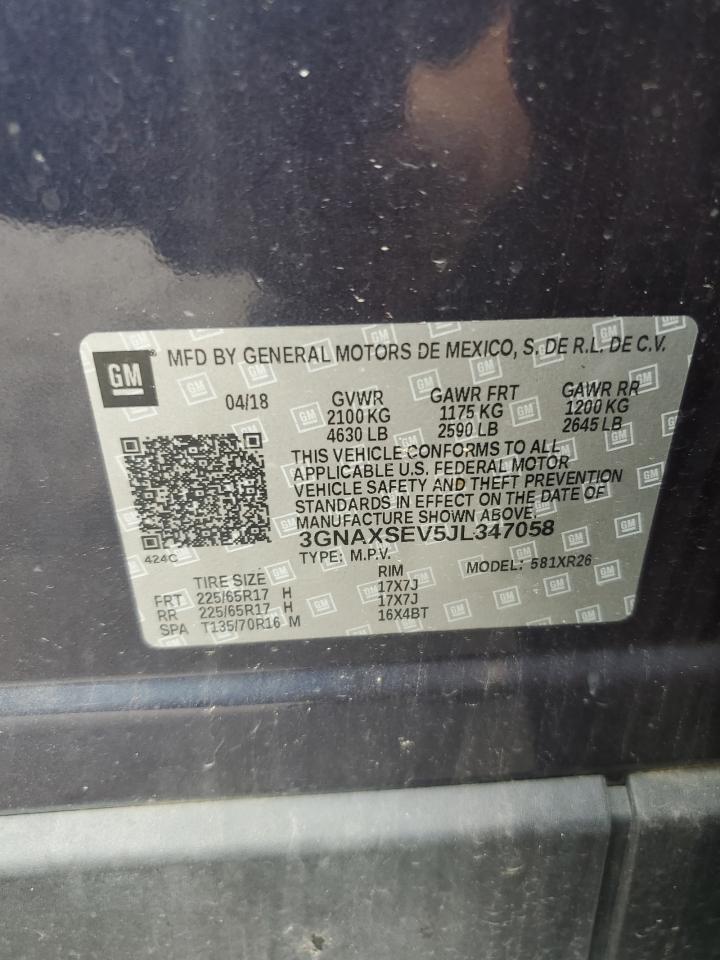 GM
MFD BY GENERAL MOTORS DE MEXICO, S. DE R.L. DE C.V.
04/18 GVWR GAWR FRT GAWR RR
2100 KG 1175 KG 1200 KG
4630 LB 2590 LB 2645 LB
THIS VEHICLE CONFORMS TO ALL
APPLICABLE U.S. FEDERAL MOTOR
VEHICLE SAFETY AND THEFT PREVENTION
STANDARDS IN EFFECT ON THE DATE OF
MANUFACTURE SHOWN ABOVE.
3GNAXSEV5JL347058
424C
TYPE: M.P.V. MODEL: 581XR26
TIRE SIZE RIM
FRT 225/65R17 H 17X7J
RR 225/65R17 H 17X7J
SPA T135/70R16 M 16X4BT